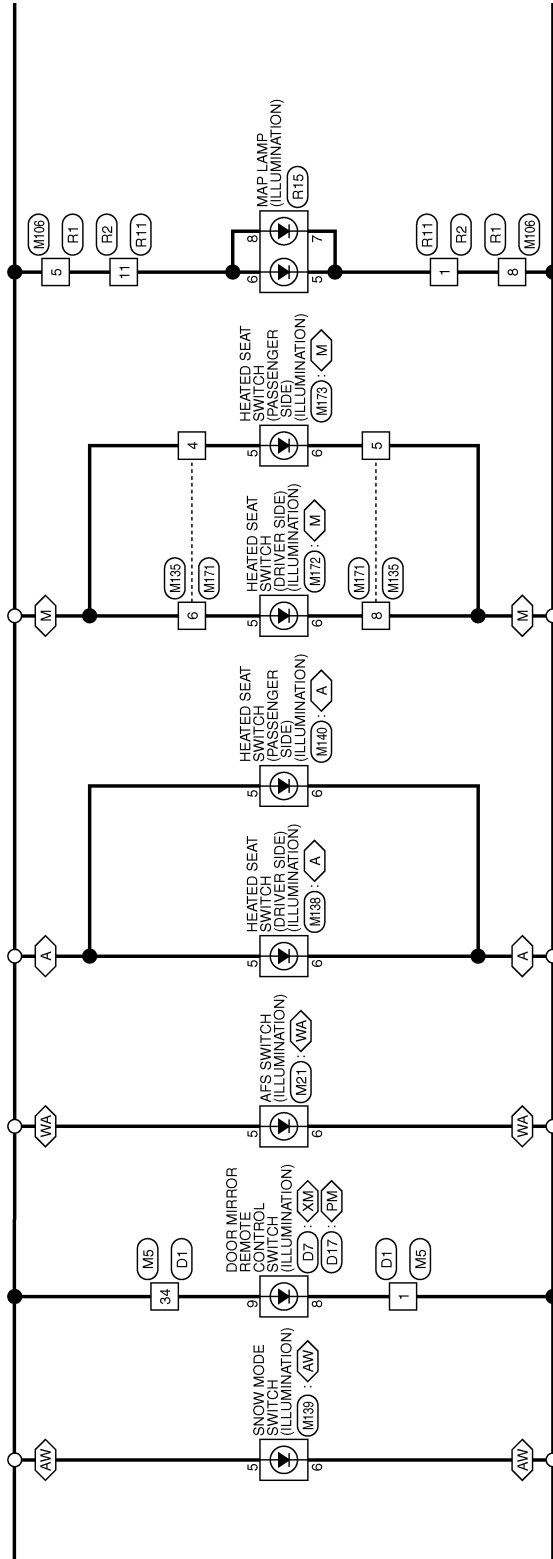 AW
5
SNOW MODE
SWITCH
(ILLUMINATION)
M139 : AW
6
AW
M5
34
D1
9
DOOR MIRROR
REMOTE
CONTROL
SWITCH
(ILLUMINATION)
D7 : XM
D17 : PM
8
D1
1
M5
WA
5
AFS SWITCH
(ILLUMINATION)
M21 : WA
6
WA
A
5
HEATED SEAT
SWITCH
(DRIVER SIDE)
(ILLUMINATION)
M138 : A
6
A
5
HEATED SEAT
SWITCH
(PASSENGER
SIDE)
(ILLUMINATION)
M140 : A
6
M
M135
6
M171
5
HEATED SEAT
SWITCH
(DRIVER SIDE)
(ILLUMINATION)
M172 : M
6
M171
8
M135
M
4
5
HEATED SEAT
SWITCH
(PASSENGER
SIDE)
(ILLUMINATION)
M173 : M
6
5
M106
5
R1
R2
11
R11
6 8
MAP LAMP
(ILLUMINATION)
R15
5 7
R11
1
R2
R1
8
M106